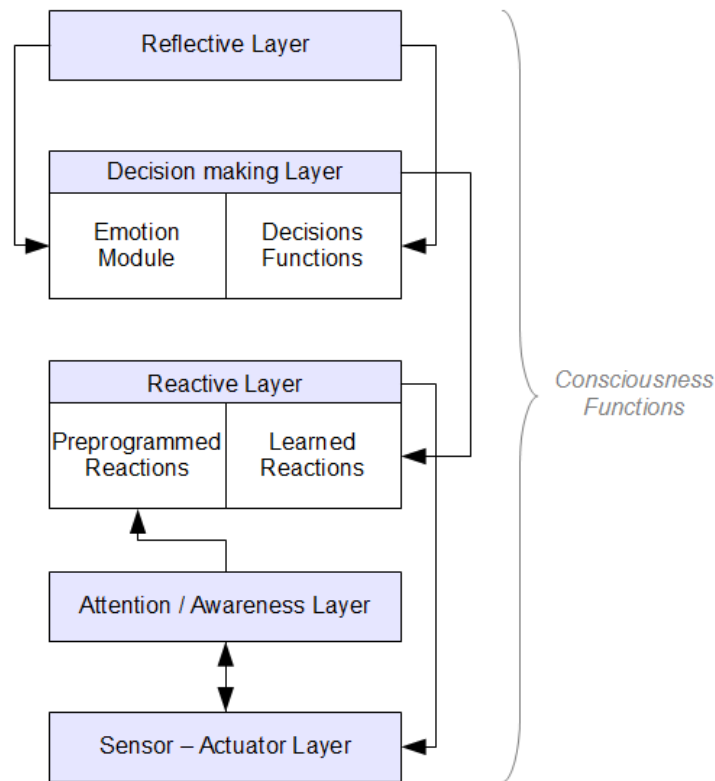 Reflective Layer
Decision making Layer
Emotion
Module
Decisions
Functions
Reactive Layer
Preprogrammed
Reactions
Learned
Reactions
Attention / Awareness Layer
Sensor – Actuator Layer
Consciousness
Functions